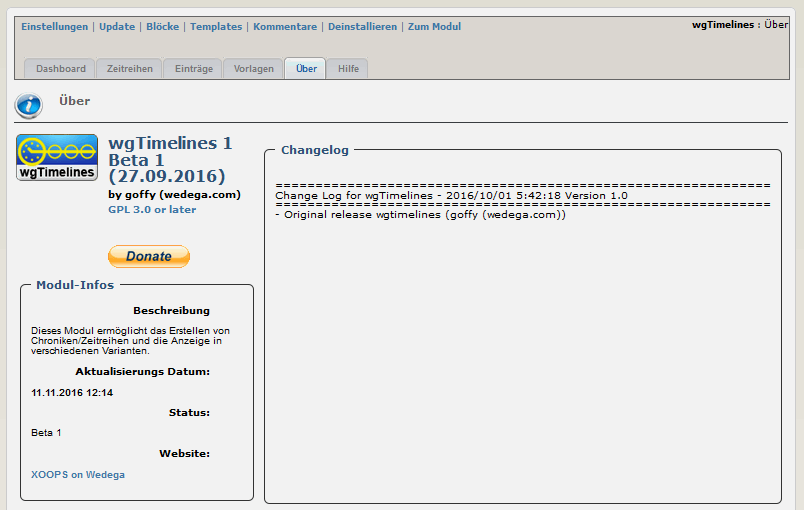 Einstellungen | Update | Blöcke | Templates | Kommentare | Deinstallieren | Zum Modul
wgTimelines : Über
Dashboard Zeitreihen Einträge Vorlagen Über Hilfe
Über
wgTimelines
wgTimelines 1
Beta 1
(27.09.2016)
by goffy (wedega.com)
GPL 3.0 or later
Donate
Modul-Infos
Beschreibung
Dieses Modul ermöglicht das Erstellen von
Chroniken/Zeitreihen und die Anzeige in
verschiedenen Varianten.
Aktualisierungs Datum:
11.11.2016 12:14
Status:
Beta 1
Website:
XOOPS on Wedega
Changelog
==============================================================
Change Log for wgTimelines - 2016/10/01 5:42:18 Version 1.0
==============================================================
- Original release wgtimelines (goffy (wedega.com))